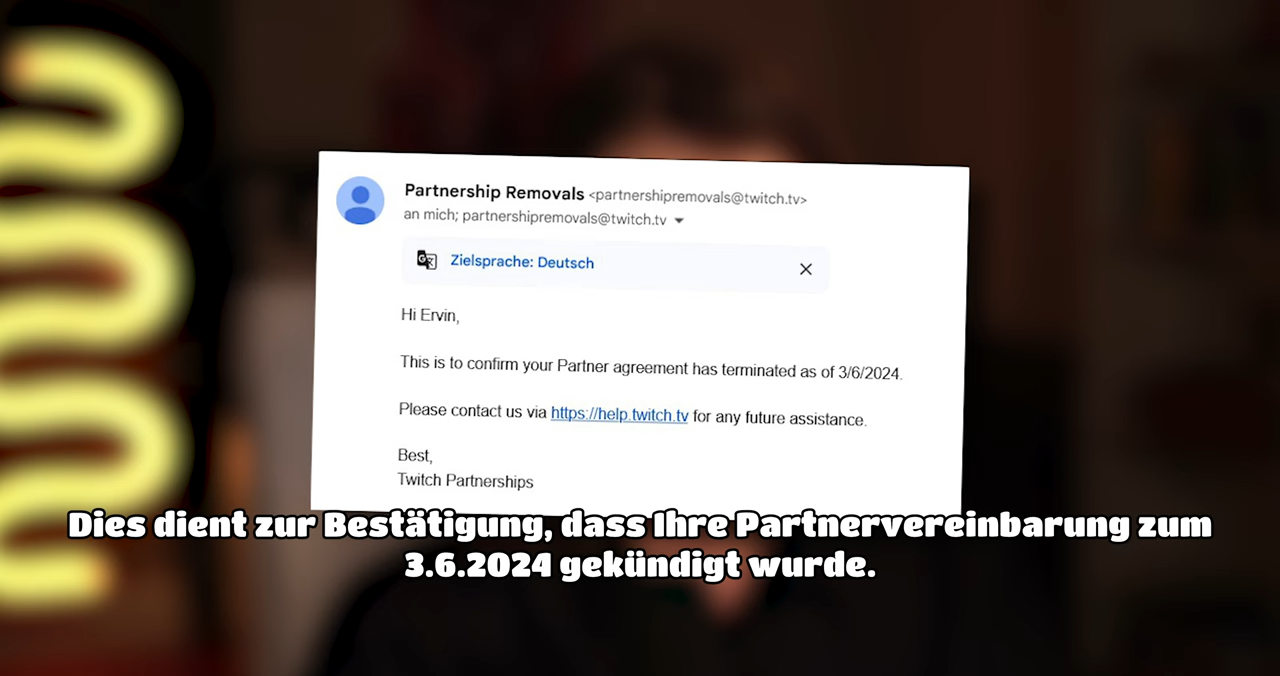 Partnership Removals <partnershipremovals@twitch.tv>
an mich; partnershipremovals@twitch.tv
Zielsprache: Deutsch
Hi Ervin,
This is to confirm your Partner agreement has terminated as of 3/6/2024.
Please contact us via https://help.twitch.tv for any future assistance.
Best,
Twitch Partnerships
Dies dient zur Bestätigung, dass Ihre Partnervereinbarung zum
3.6.2024 gekündigt wurde.